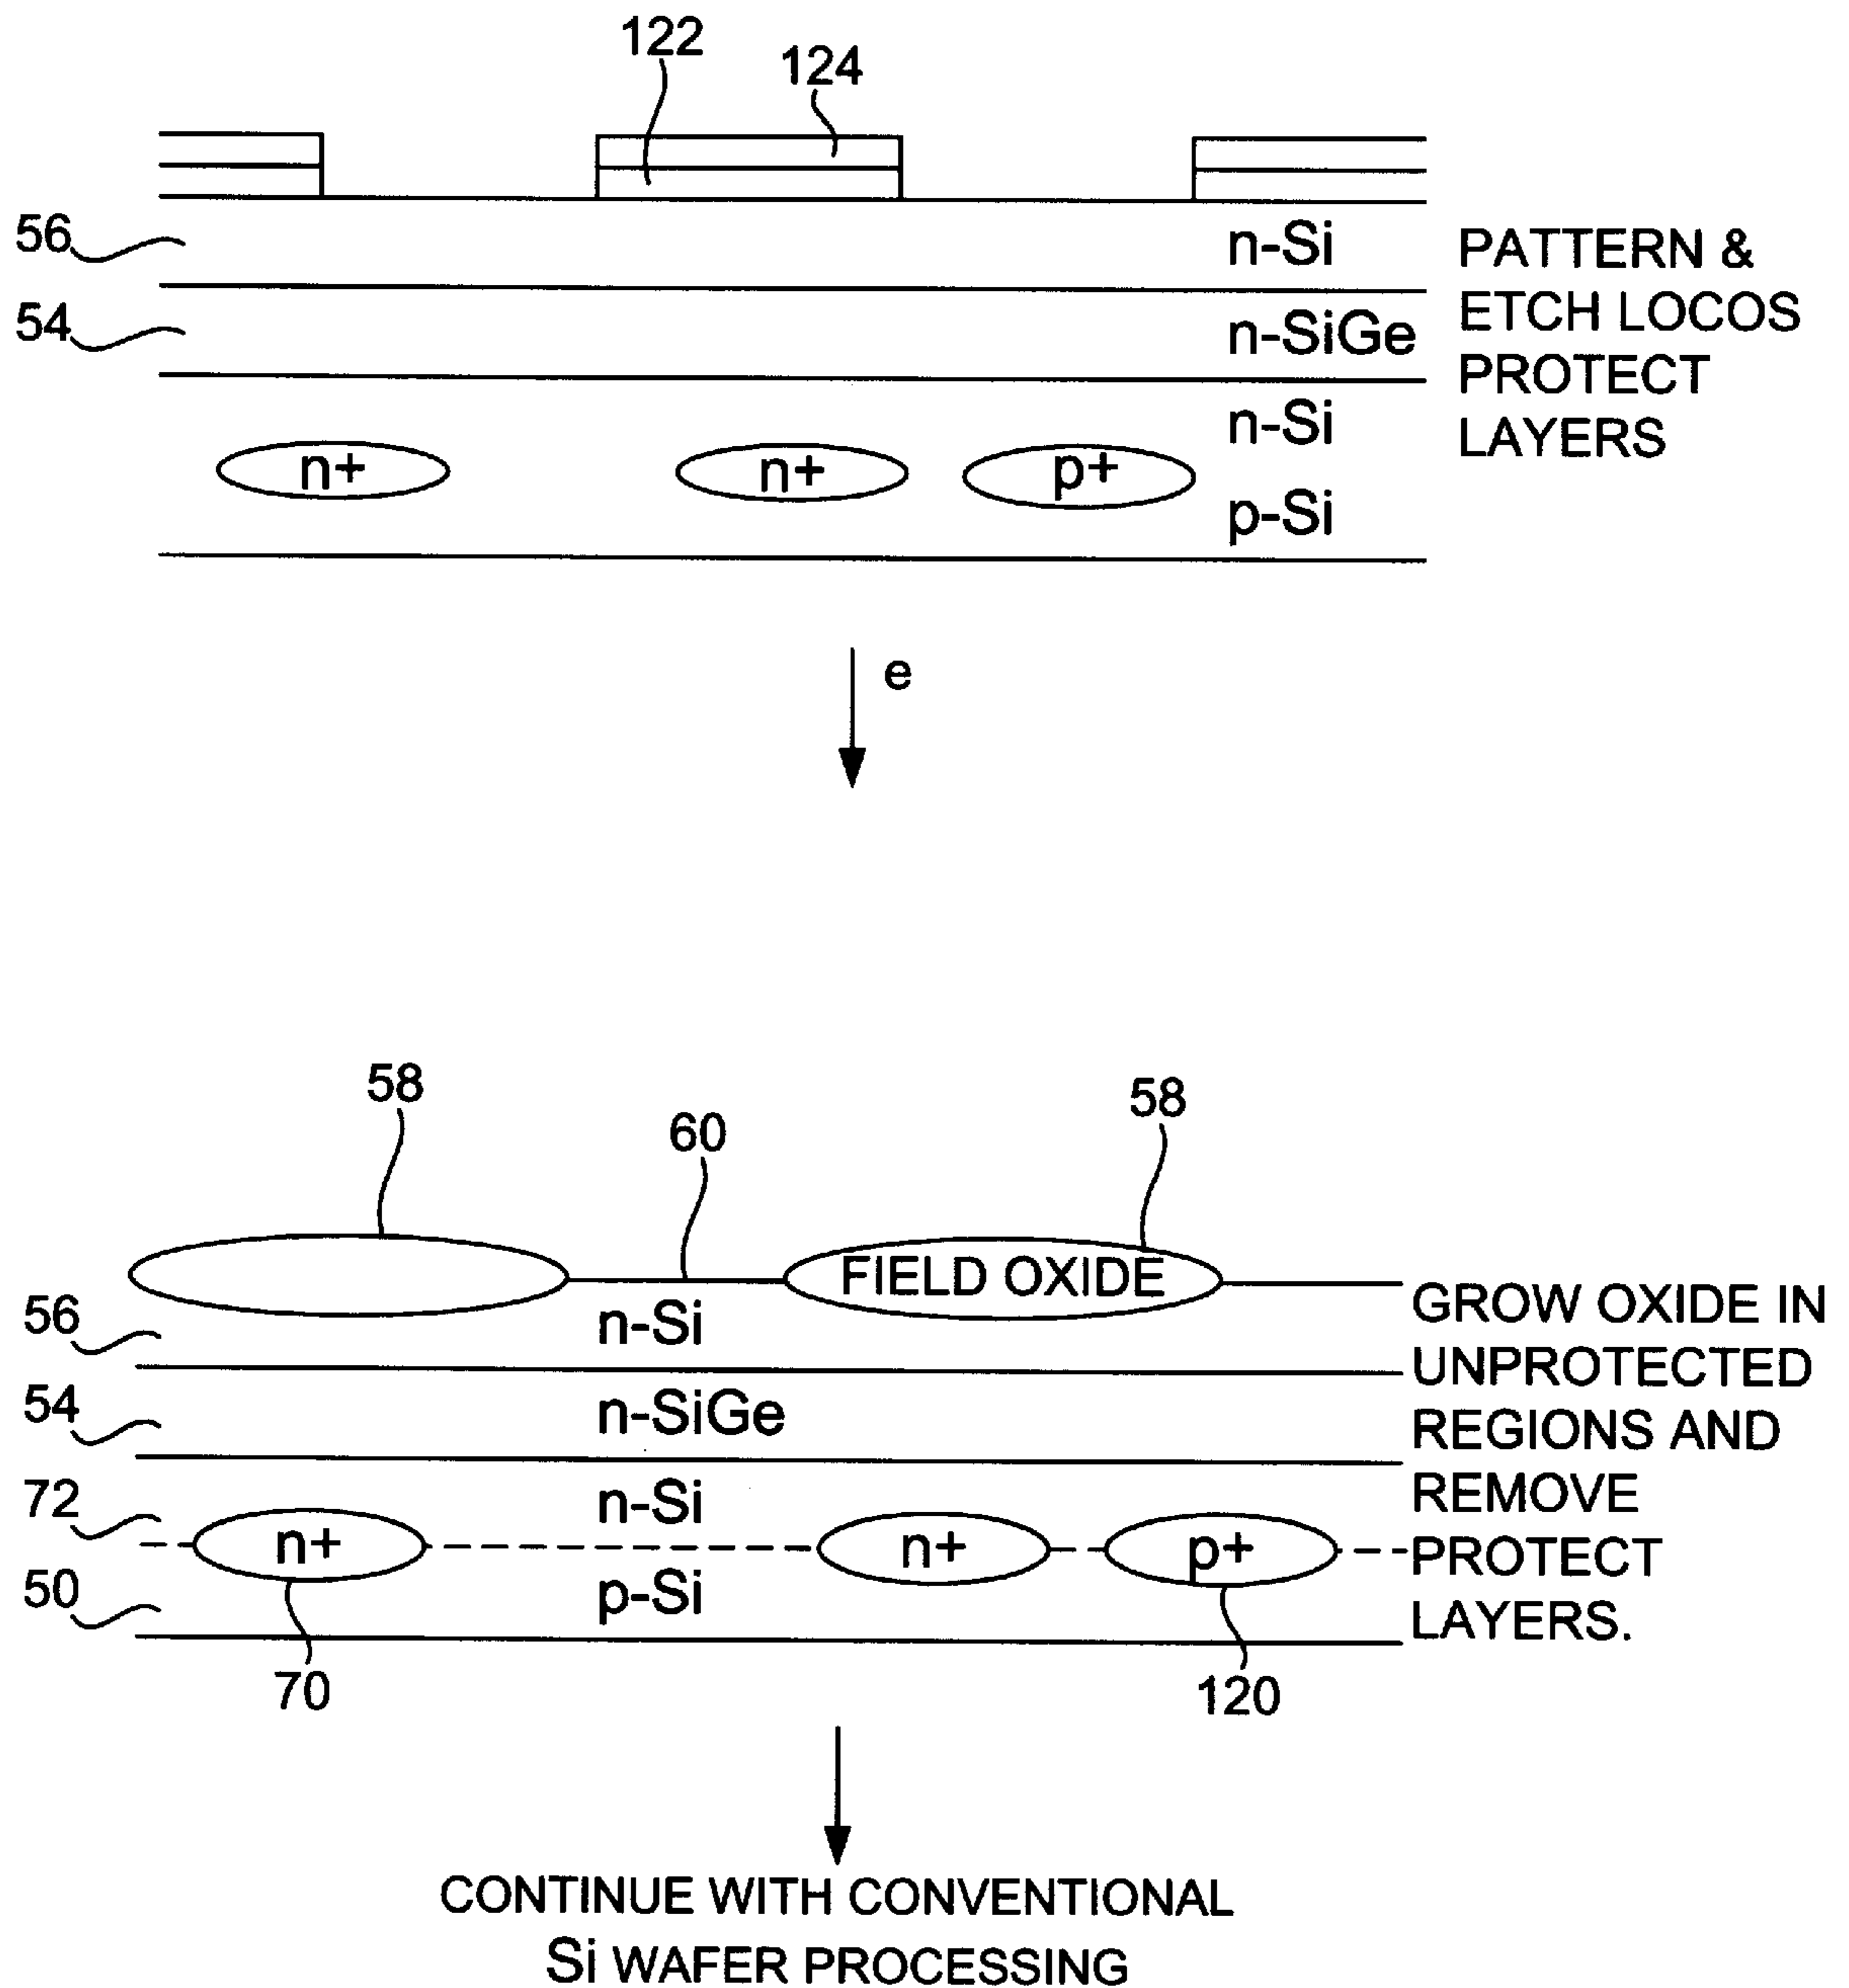 122
124
56
n-Si
PATTERN &
ETCH LOCOS
PROTECT
LAYERS
54
n-SiGe
n-Si
n+
n+
p+
p-Si
e
58
60
58
FIELD OXIDE
56
n-Si
GROW OXIDE IN
UNPROTECTED
REGIONS AND
REMOVE
PROTECT
LAYERS.
54
n-SiGe
72
n-Si
n+
n+
p+
50
p-Si
70
120
CONTINUE WITH CONVENTIONAL
Si WAFER PROCESSING